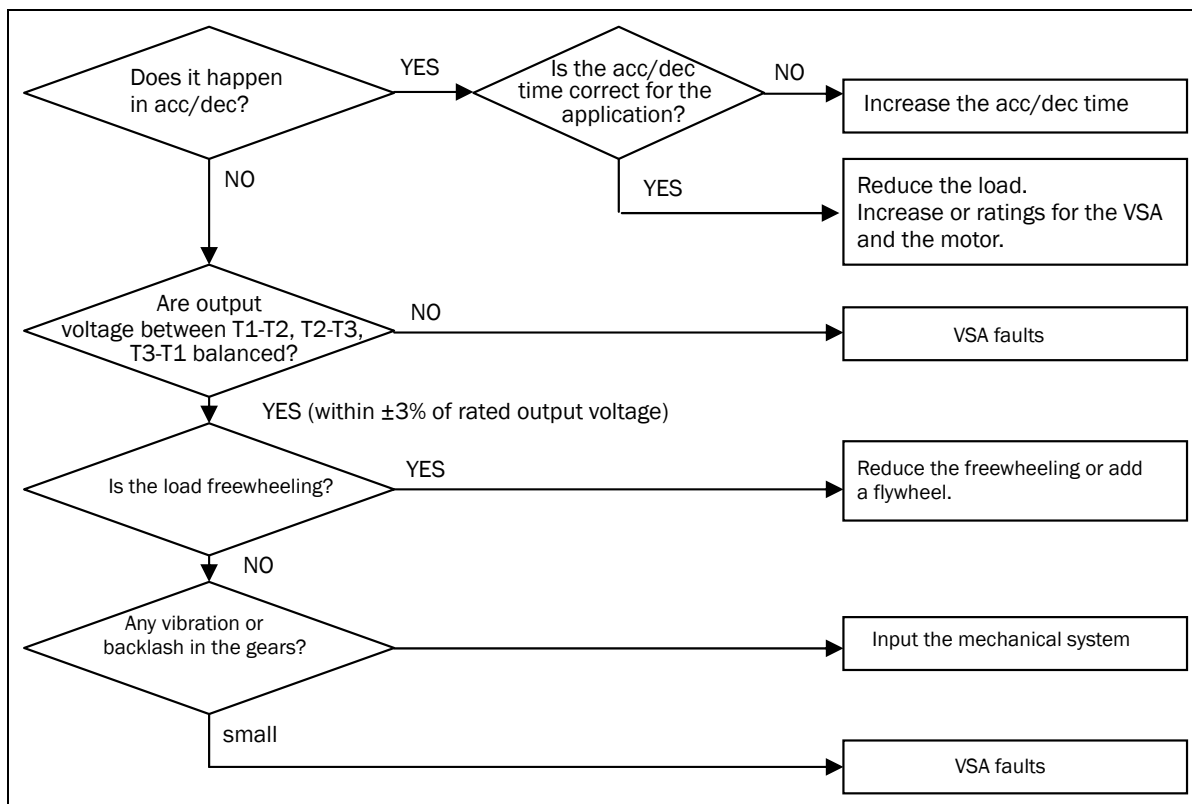 Does it happen
in acc/dec?
YES
Is the acc/dec
time correct for the
application?
NO
Increase the acc/dec time
NO
YES
Reduce the load.
Increase or ratings for the VSA
and the motor.
Are output
voltage between T1-T2, T2-T3,
T3-T1 balanced?
NO
VSA faults
YES (within ±3% of rated output voltage)
Is the load freewheeling?
YES
Reduce the freewheeling or add
a flywheel.
NO
Any vibration or
backlash in the gears?
Input the mechanical system
small
VSA faults